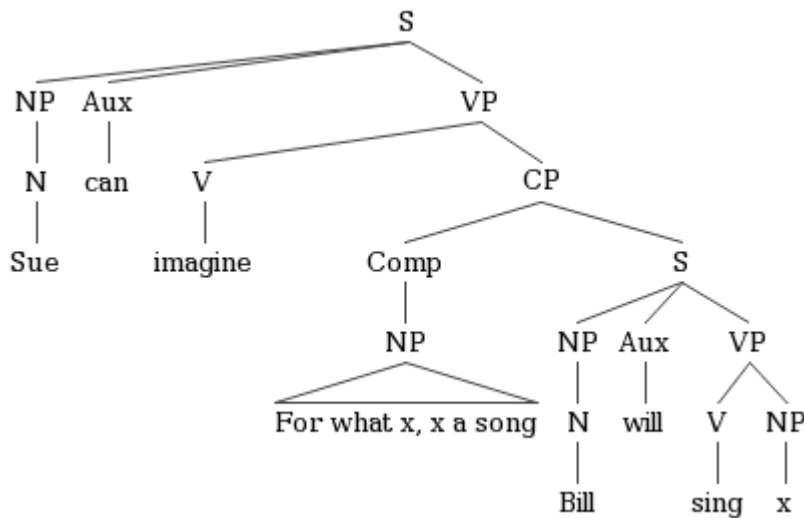 S
NP Aux VP
N can V CP
Sue imagine Comp S
NP NP Aux VP
For what x, x a song N will V NP
Bill sing x